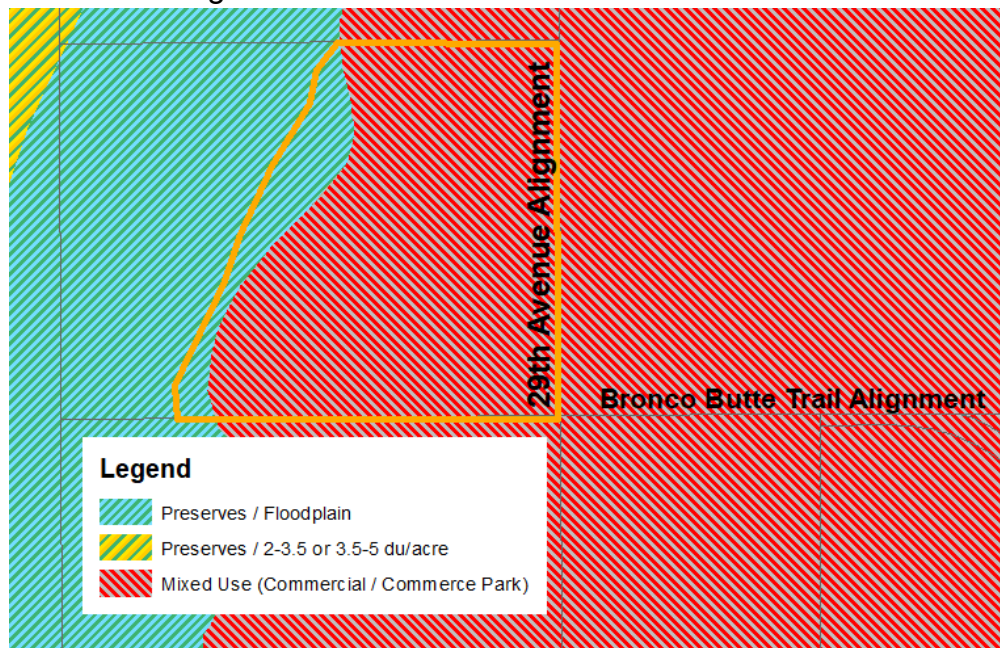 29th Avenue Alignment
Bronco Butte Trail Alignment
Legend
Preserves / Floodplain
Preserves / 2-3.5 or 3.5-5 du/acre
Mixed Use (Commercial / Commerce Park)